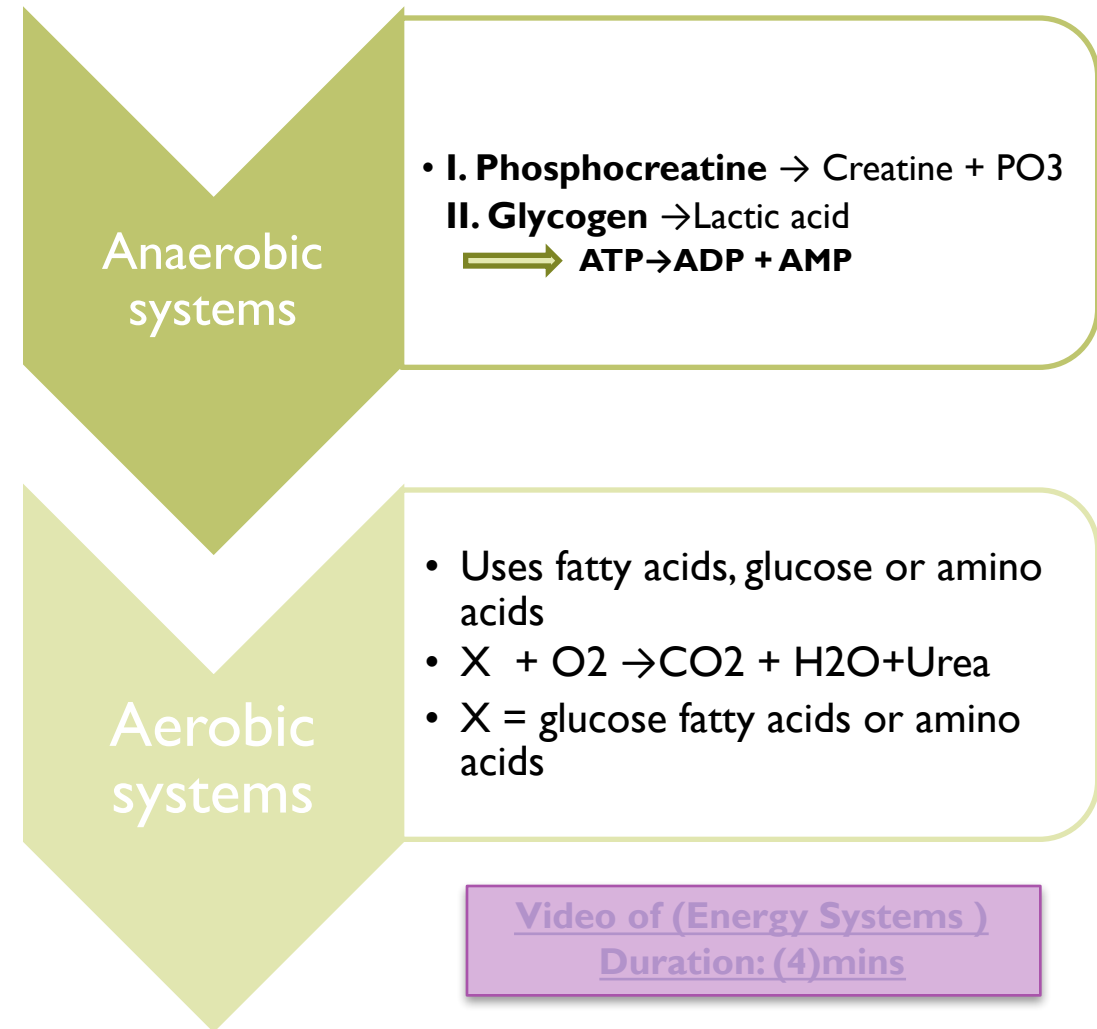 Anaerobic
systems
• I. Phosphocreatine → Creatine + PO3
II. Glycogen →Lactic acid
ATP→ADP + AMP
Aerobic
systems
• Uses fatty acids, glucose or amino
acids
• X + O2 →CO2 + H2O+Urea
• X = glucose fatty acids or amino
acids
Video of (Energy Systems )
Duration: (4)mins